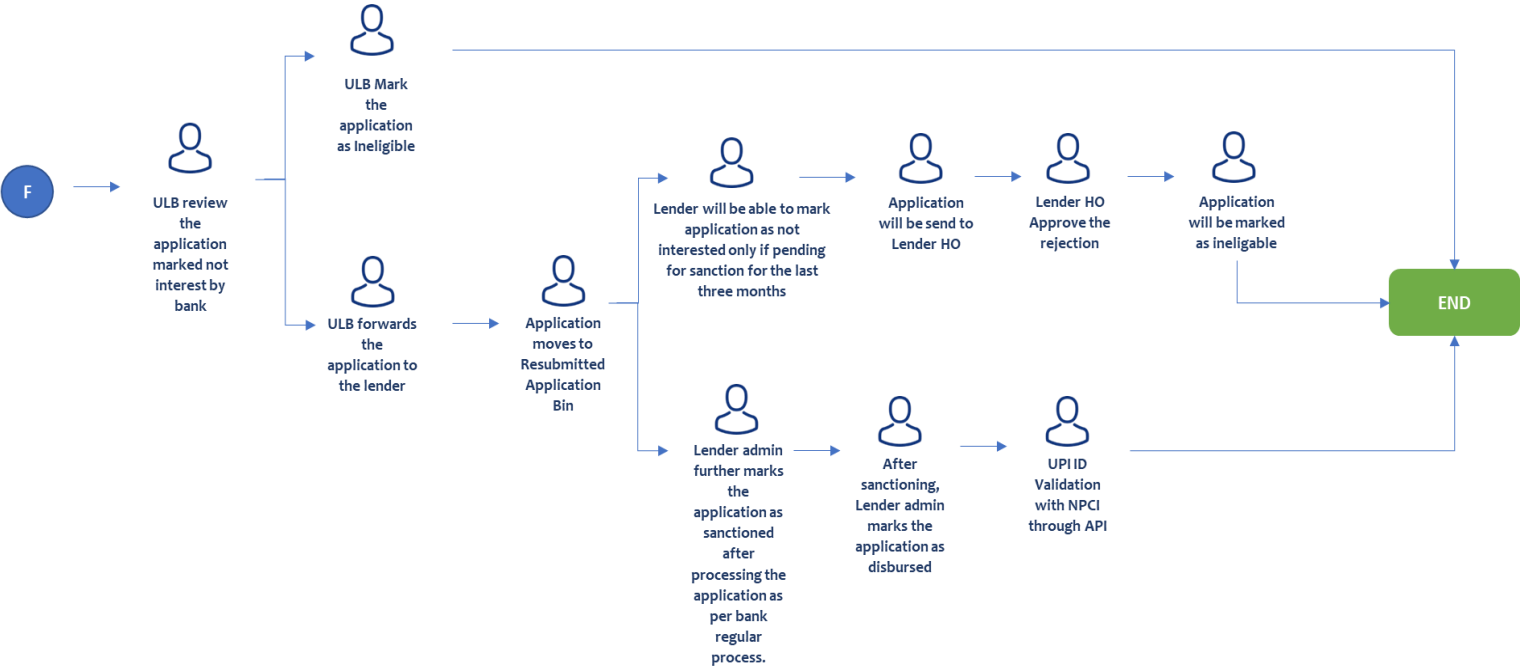 F
ULB review
the
application
marked not
interest by
bank
ULB Mark
the
application
as Ineligible
ULB forwards
the
application to
the lender
Application
moves to
Resubmitted
Application
Bin
Lender will be able to mark
application as not
interested only if pending
for sanction for the last
three months
Application
will be send to
Lender HO
Lender HO
Approve the
rejection
Application
will be marked
as ineligable
Lender admin
further marks
the
application as
sanctioned
after
processing the
application as
per bank
regular
process.
After
sanctioning,
Lender admin
marks the
application as
disbursed
UPI ID
Validation
with NPCI
through API
END